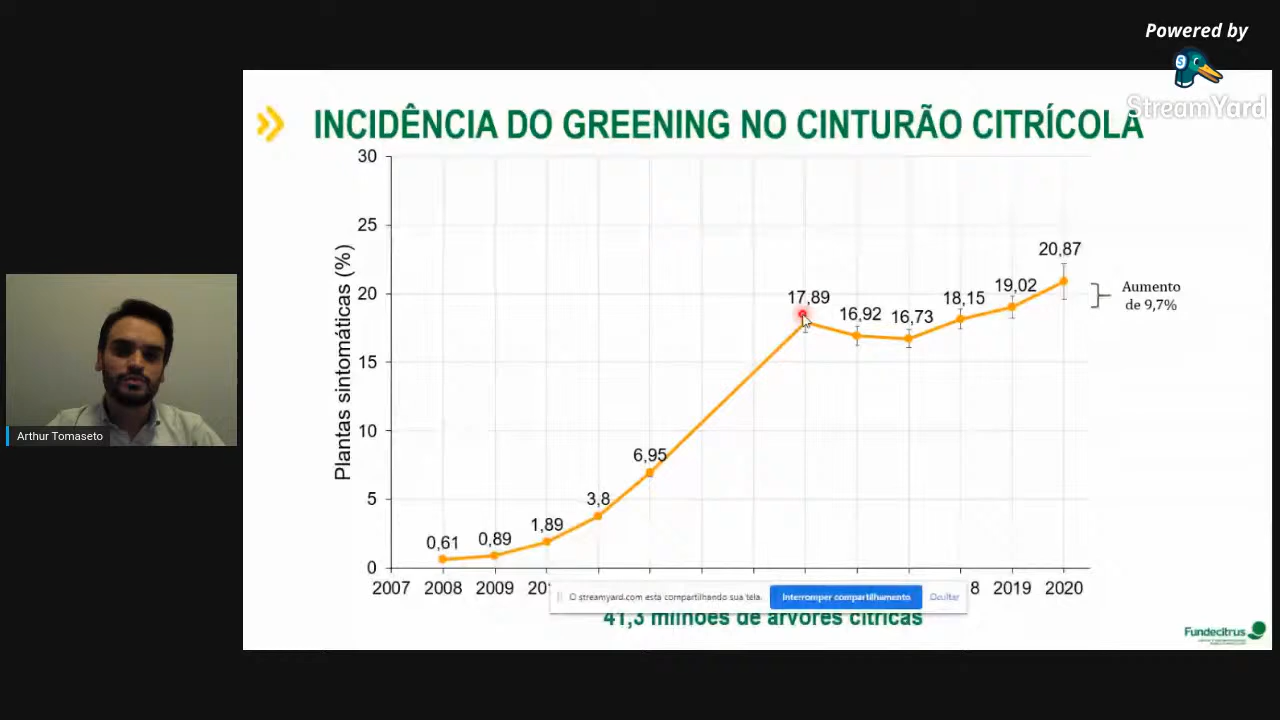 Powered by
StreamYard
INCIDÊNCIA DO GREENING NO CINTURÃO CITRÍCOLA
Plantas sintomáticas (%)
30
25
20
15
10
5
0
0,61
0,89
1,89
3,8
6,95
17,89
16,92
16,73
18,15
19,02
20,87
Aumento
de 9,7%
2007 2008 2009 20 8 2019 2020
O streamyard.com está compartilhando sua tela.
Interromper compartilhamento
Ocultar
41,3 milhões de árvores cítricas
Fundecitrus
Arthur Tomaseto